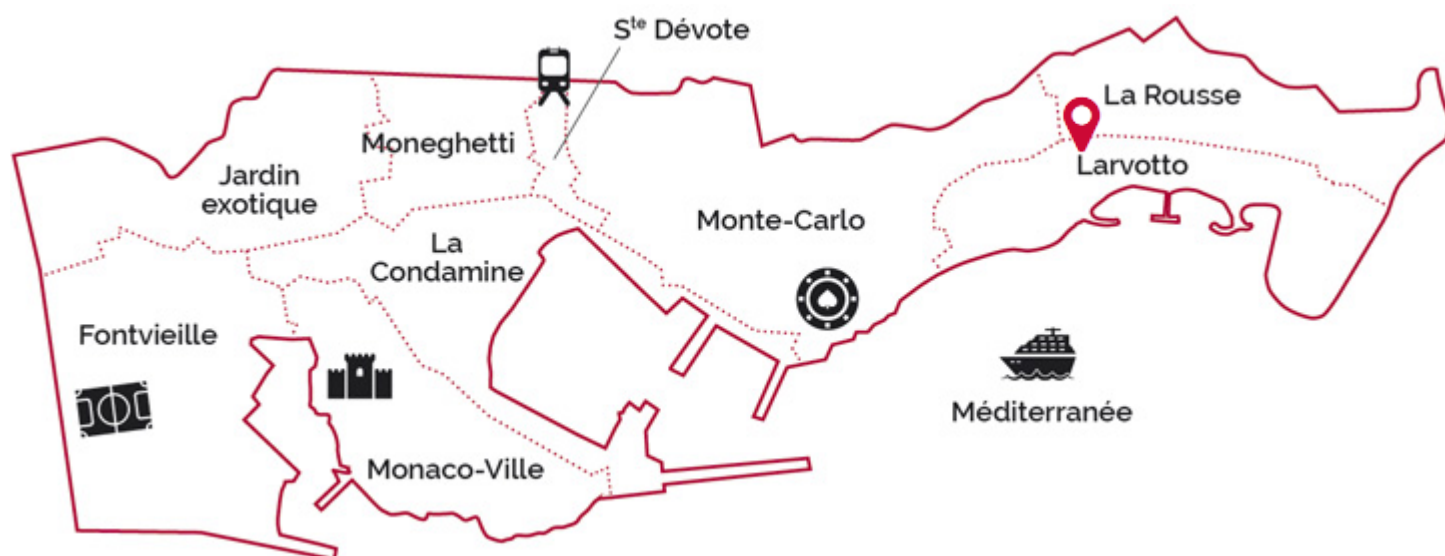 Sᵗᵉ Dévote
La Rousse
Moneghetti
Larvotto
Jardin
exotique
Monte-Carlo
La
Condamine
Fontvieille
Méditerranée
Monaco-Ville